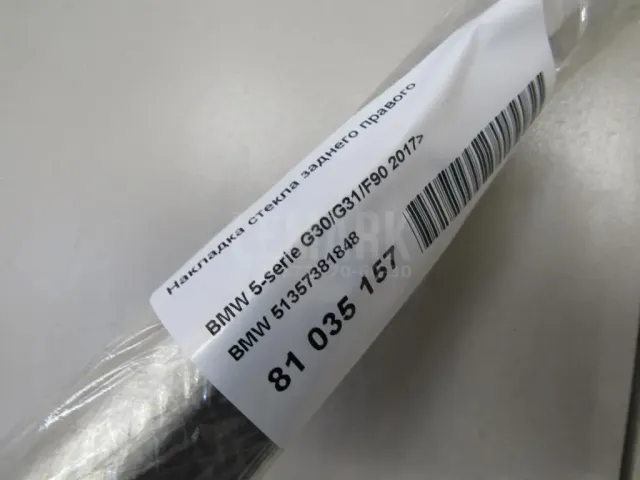 Накладка стекла заднего правого
BMW 5-serie G30/G31/F90 2017>
BMW 51357381848
81 035 157